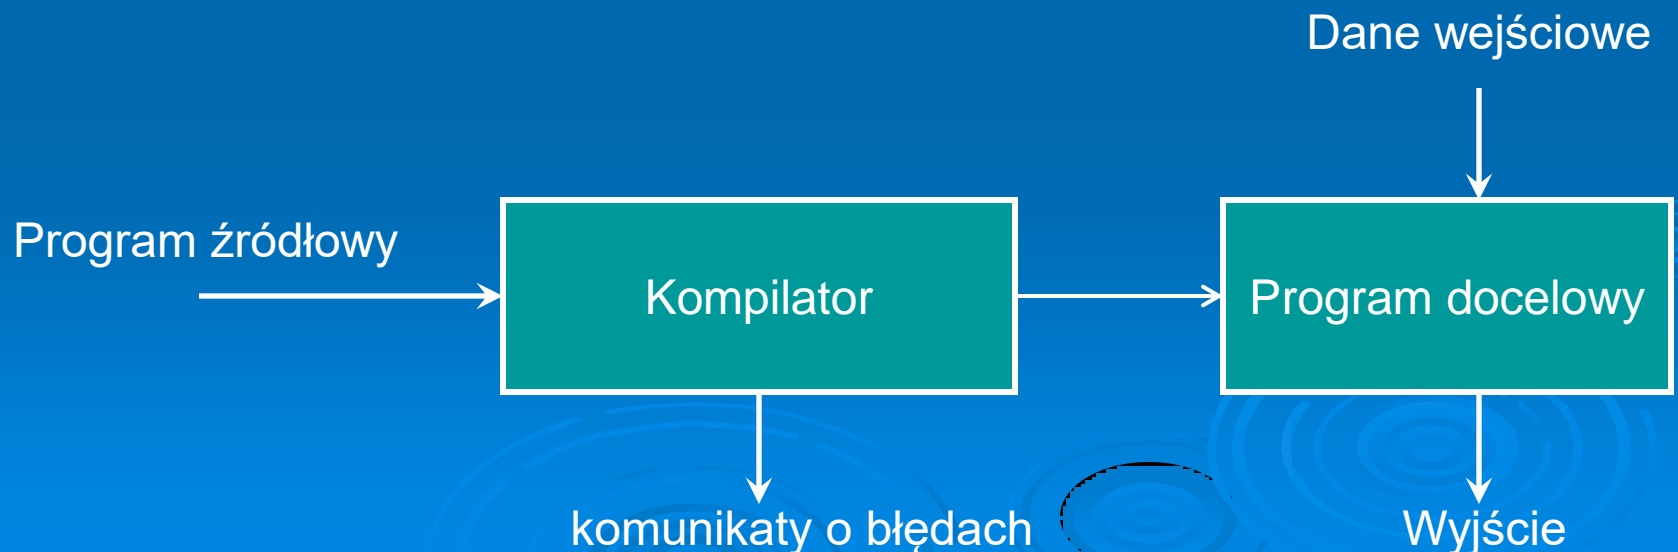 Dane wejściowe
Program źródłowy
Kompilator
Program docelowy
komunikaty o błędach
Wyjście